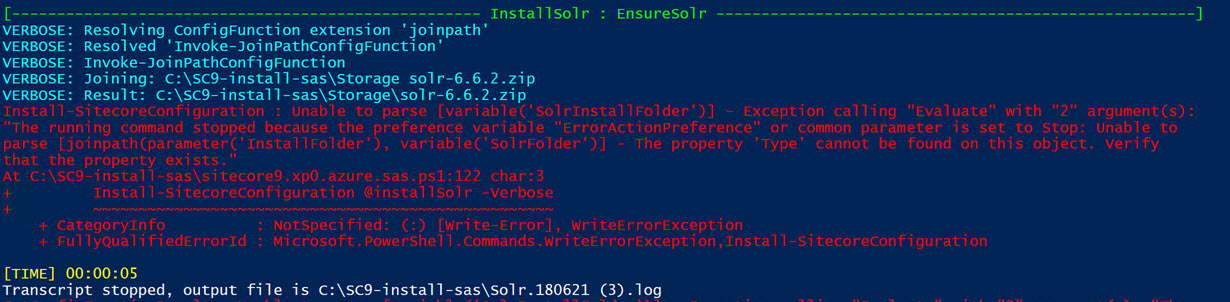 [---------------------------------------------------- InstallSolr : EnsureSolr -----------------------------------------------------]
VERBOSE: Resolving ConfigFunction extension 'joinpath'
VERBOSE: Resolved 'Invoke-JoinPathConfigFunction'
VERBOSE: Invoke-JoinPathConfigFunction
VERBOSE: Joining: C:\SC9-install-sas\Storage solr-6.6.2.zip
VERBOSE: Result: C:\SC9-install-sas\Storage\solr-6.6.2.zip
Install-SitecoreConfiguration : Unable to parse [variable('SolrInstallFolder')] - Exception calling "Evaluate" with "2" argument(s):
"The running command stopped because the preference variable "ErrorActionPreference" or common parameter is set to Stop: Unable to
parse [joinpath(parameter('InstallFolder'), variable('SolrFolder')] - The property 'Type' cannot be found on this object. Verify
that the property exists."
At C:\SC9-install-sas\sitecore9.xp0.azure.sas.ps1:122 char:3
+         Install-SitecoreConfiguration @installSolr -Verbose
+         ~~~~~~~~~~~~~~~~~~~~~~~~~~~~~~~~~~~~~~~~~~~~~~~~~~~
    + CategoryInfo          : NotSpecified: (:) [Write-Error], WriteErrorException
    + FullyQualifiedErrorId : Microsoft.PowerShell.Commands.WriteErrorException,Install-SitecoreConfiguration
[TIME] 00:00:05
Transcript stopped, output file is C:\SC9-install-sas\Solr.180621 (3).log